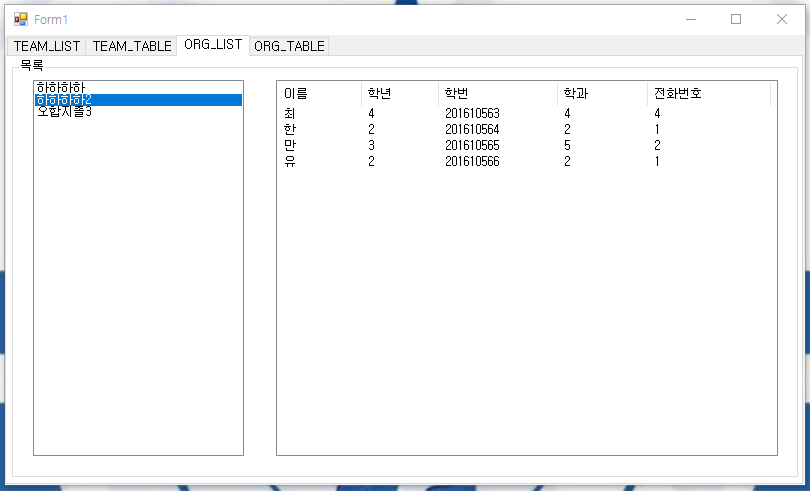 Form1
TEAM_LIST TEAM_TABLE ORG_LIST ORG_TABLE
목록
하하하하
하하하하2
오합지졸3
이름 학년 학번 학과 전화번호
최 4 201610563 4 4
한 2 201610564 2 1
만 3 201610565 5 2
유 2 201610566 2 1